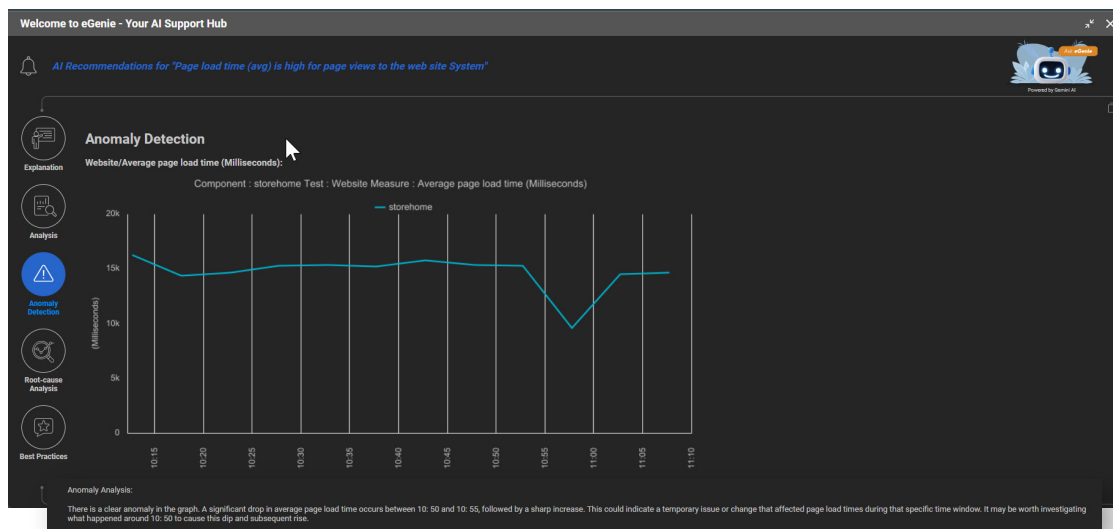 Welcome to eGenie - Your AI Support Hub
AI Recommendations for "Page load time (avg) is high for page views to the web site System"
Ask eGenie
Powered by Gemini AI
Explanation
Analysis
Anomaly
Detection
Root-cause
Analysis
Best Practices
Anomaly Detection
Website/Average page load time (Milliseconds):
Component : storehome Test : Website Measure : Average page load time (Milliseconds)
storehome
20k
15k
10k
5k
0
(Milliseconds)
10:15
10:20
10:25
10:30
10:35
10:40
10:45
10:50
10:55
11:00
11:05
11:10
Anomaly Analysis:
There is a clear anomaly in the graph. A significant drop in average page load time occurs between 10: 50 and 10: 55, followed by a sharp increase. This could indicate a temporary issue or change that affected page load times during that specific time window. It may be worth investigating
what happened around 10: 50 to cause this dip and subsequent rise.